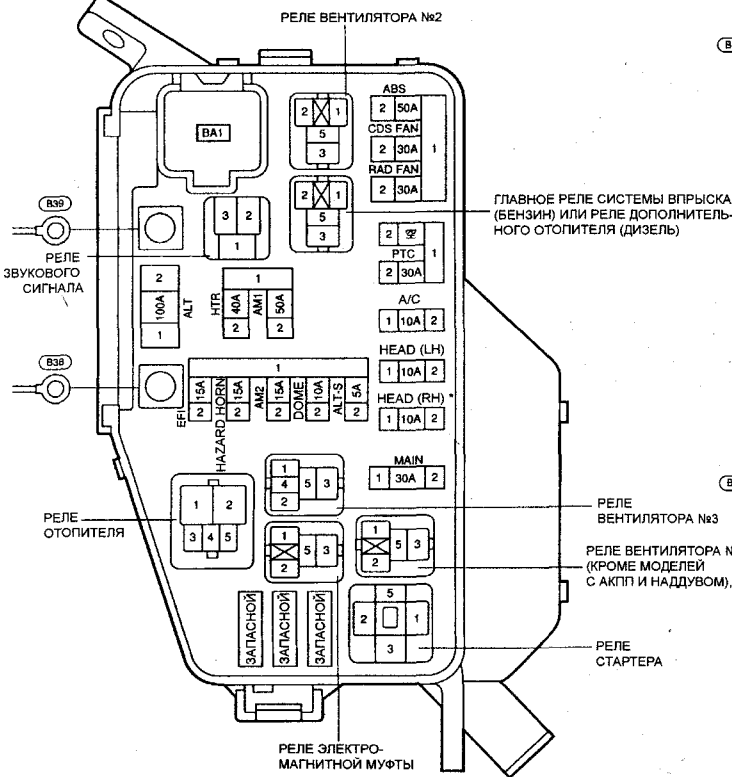 РЕЛЕ ВЕНТИЛЯТОРА №2
ABS
2 50A
CDS FAN
2 30A
1
RAD FAN
2 30A
2 1
5
3
BA1
2 1
5
3
ГЛАВНОЕ РЕЛЕ СИСТЕМЫ ВПРЫСКА
(БЕНЗИН) ИЛИ РЕЛЕ ДОПОЛНИТЕЛЬ-
НОГО ОТОПИТЕЛЯ (ДИЗЕЛЬ)
B39
3 2
1
РЕЛЕ
ЗВУКОВОГО
СИГНАЛА
2
1
PTC
2 30A
2
100A
1
ALT
1
HTR
40A
2
AM1
50A
2
A/C
1 10A 2
HEAD (LH)
1 10A 2
HEAD (RH) *
1 10A 2
B38
1
EFI
15A
2
HAZARD HORN
15A
2
AM2
15A
2
DOME
10A
2
ALT-S
5A
2
MAIN
1 30A 2
1
4
2
5 3
РЕЛЕ
ВЕНТИЛЯТОРА №3
1 2
3 4 5
РЕЛЕ
ОТОПИТЕЛЯ
1
2
5 3
1
2
5 3
РЕЛЕ ВЕНТИЛЯТОРА №
(КРОМЕ МОДЕЛЕЙ
С АКПП И НАДДУВОМ),
ЗАПАСНОЙ
ЗАПАСНОЙ
ЗАПАСНОЙ
5
2 1
3
РЕЛЕ
СТАРТЕРА
РЕЛЕ ЭЛЕКТРО-
МАГНИТНОЙ МУФТЫ